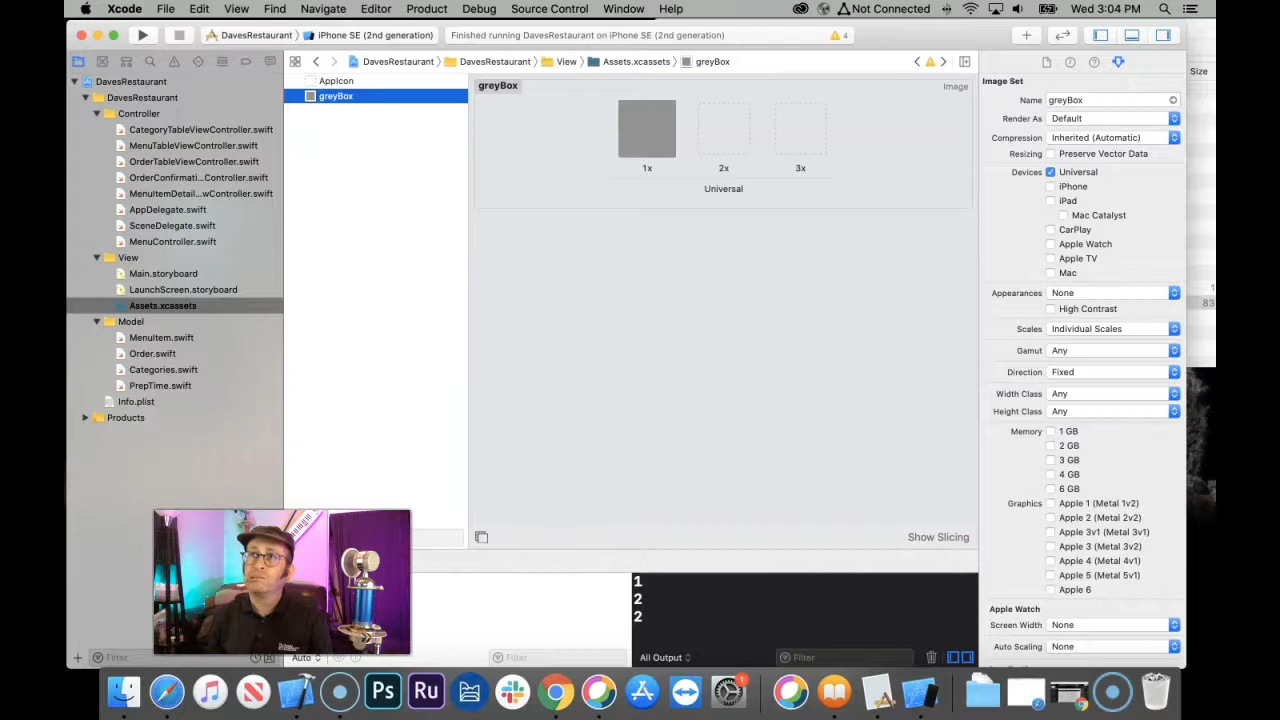 Xcode File Edit View Find Navigate Editor Product Debug Source Control Window Help Not Connected Wed 3:04 PM
DavesRestaurant iPhone SE (2nd generation) Finished running DavesRestaurant on iPhone SE (2nd generation) 4
DavesRestaurant DavesRestaurant View Assets.xcassets greyBox
Size
DavesRestaurant
DavesRestaurant
Controller
CategoryTableViewController.swift
MenuTableViewController.swift
OrderTableViewController.swift
OrderConfirmati...Controller.swift
MenuItemDetail...wController.swift
AppDelegate.swift
SceneDelegate.swift
MenuController.swift
View
Main.storyboard
LaunchScreen.storyboard
Assets.xcassets
Model
MenuItem.swift
Order.swift
Categories.swift
PrepTime.swift
Info.plist
Products
AppIcon
greyBox
greyBox
Image
1x 2x 3x
Universal
Show Slicing
Image Set
Name greyBox
Render As Default
Compression Inherited (Automatic)
Resizing Preserve Vector Data
Devices Universal
iPhone
iPad
Mac Catalyst
CarPlay
Apple Watch
Apple TV
Mac
Appearances None
High Contrast
Scales Individual Scales
Gamut Any
Direction Fixed
Width Class Any
Height Class Any
Memory 1 GB
2 GB
3 GB
4 GB
6 GB
Graphics Apple 1 (Metal 1v2)
Apple 2 (Metal 2v2)
Apple 3v1 (Metal 3v1)
Apple 3 (Metal 3v2)
Apple 4 (Metal 4v1)
Apple 5 (Metal 5v1)
Apple 6
Apple Watch
Screen Width None
Auto Scaling None
1
83
1
2
2
Filter
Auto Filter
All Output Filter
Ps Ru 1